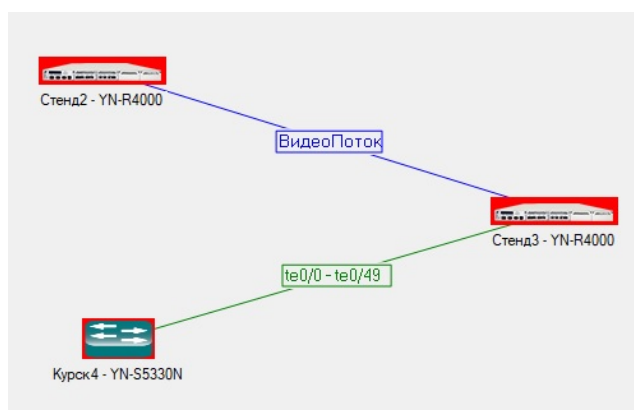 Стенд2 - YN-R4000
ВидеоПоток
Стенд3 - YN-R4000
te0/0 - te0/49
Курск4 - YN-S5330N